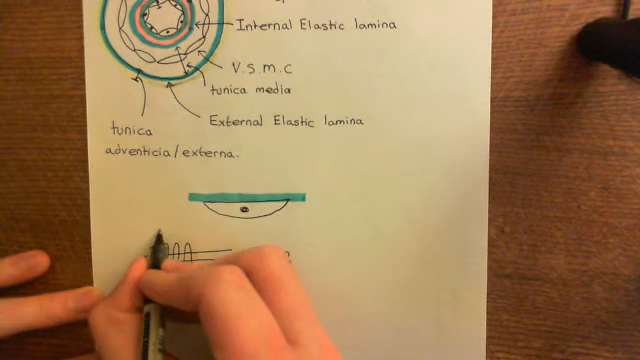 Internal Elastic lamina
V.S.M.C
tunica media
External Elastic lamina
tunica
adventicia/externa.